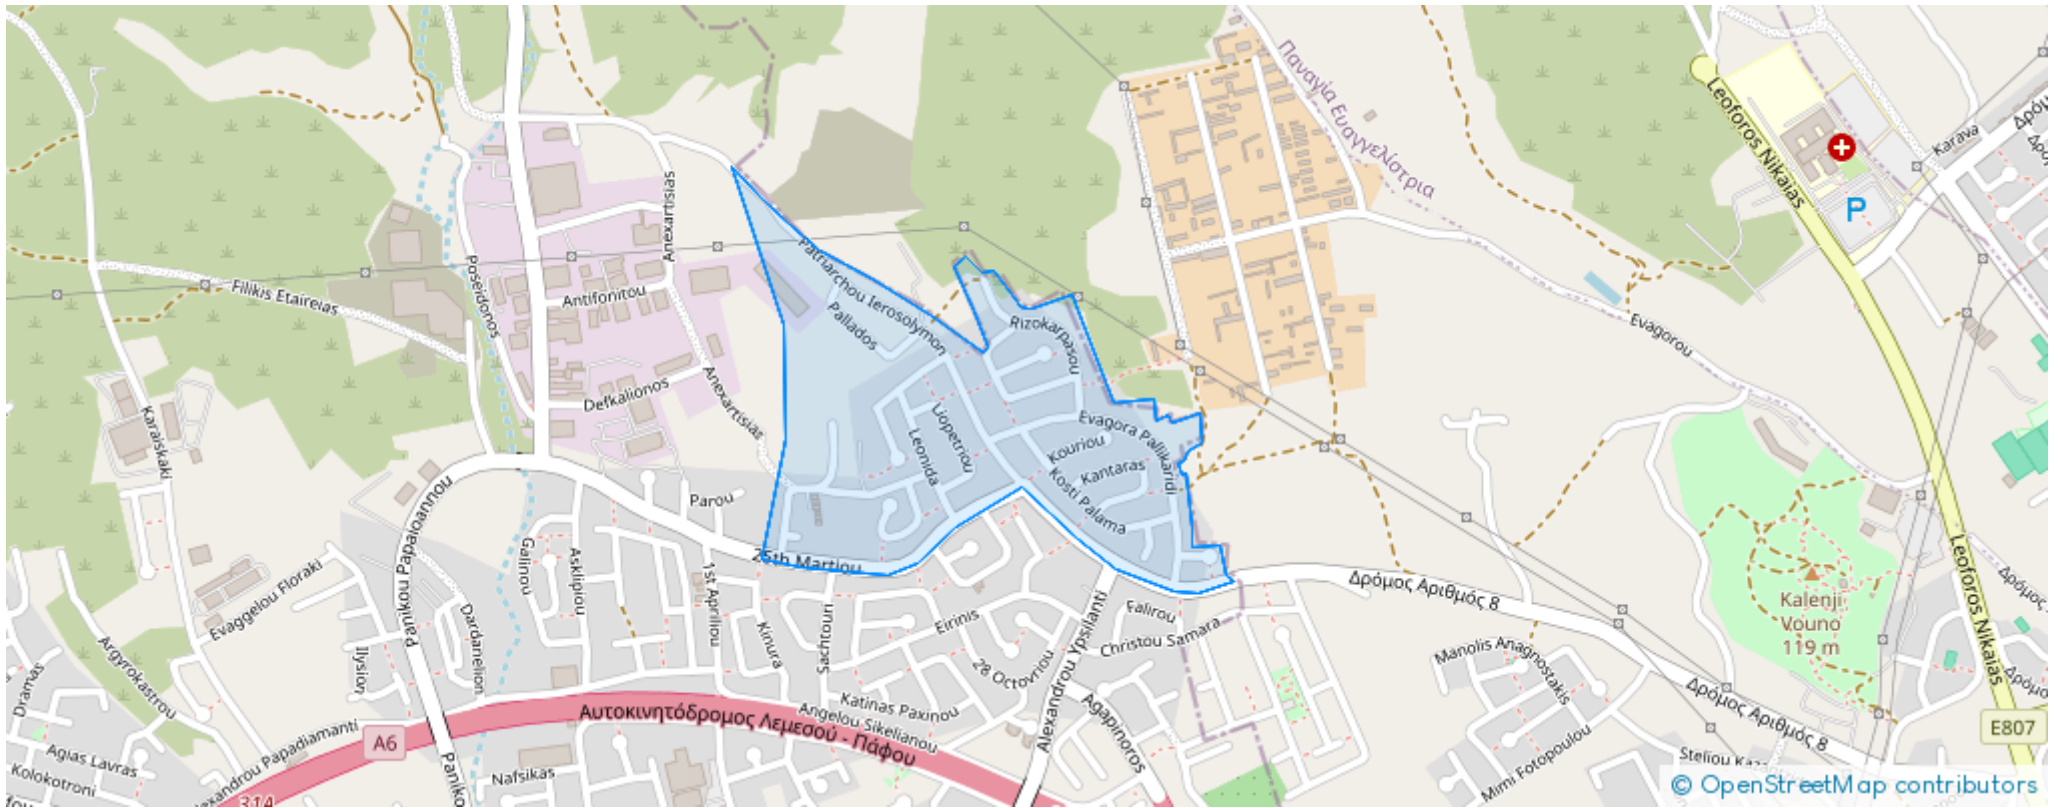 Παναγία Ευαγγελίστρια
Leoforos Nikaias
Karava
P
Anexartisias
Patriarchou Ierosolymon
Poseidonos
Filikis Etaireias
Antifonitou
Pallados
Rizokarpasou
Evagorou
Defkalionos
Anexartisias
Liopetriou
Leonida
Evagora Pallikaridi
Kouriou
Kantaras
Kosti Palama
Karaiskaki
Parou
Panikou Papaioannou
25th Martiou
Galinou
Asklipiou
1st Apriliou
Δρόμος Αριθμός 8
Leoforos Nikaias
Kalenji
Vouno
119 m
Evaggelou Floraki
Dardanelion
Ilysion
Kinura
Sachtouri
Eirinis
28 Octovriou
Alexandrou Ypsilanti
Falirou
Christou Samara
Manolis Anagnostakis
Argyrokastrou
Dramas
Katinas Paxinou
Angelou Sikelianou
Agapinoros
Δρόμος Αριθμός 8
Αυτοκινητόδρομος Λεμεσού - Πάφου
A6
E807
Agias Lavras
Kolokotroni
Nafsikas
Mimi Fotopoulou
31A
© OpenStreetMap contributors